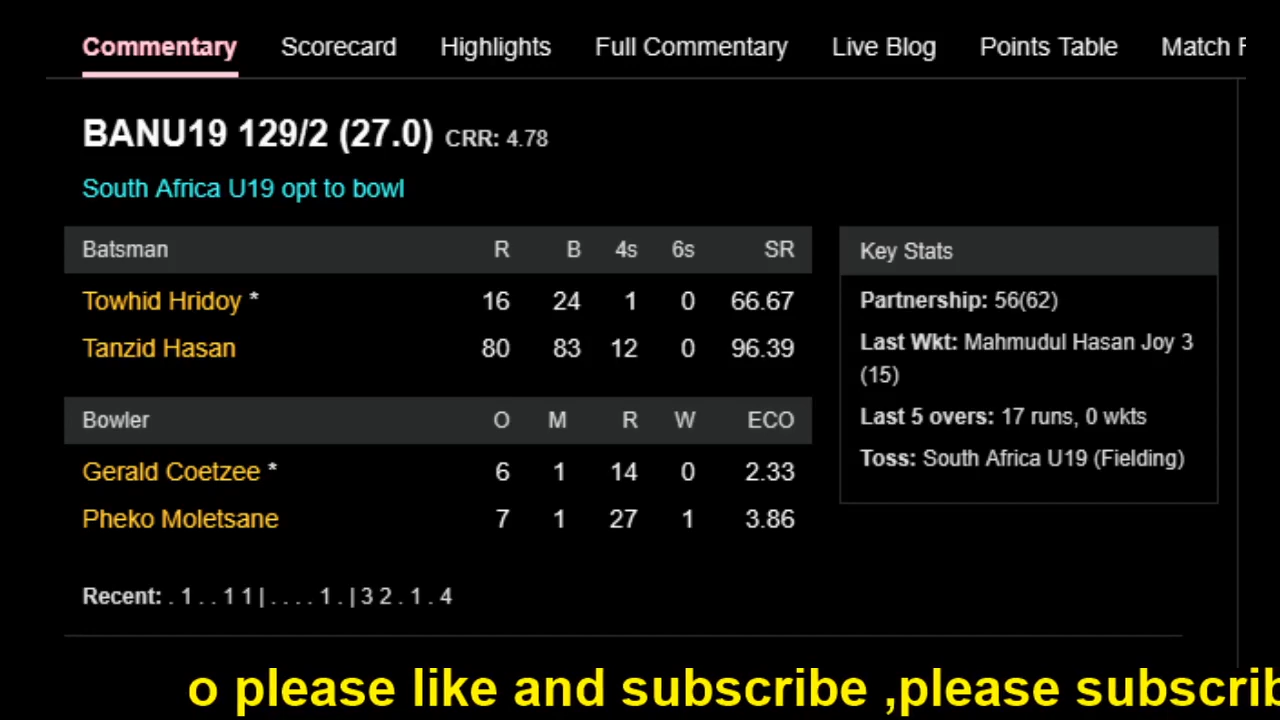 Commentary Scorecard Highlights Full Commentary Live Blog Points Table Match F
BANU19 129/2 (27.0) CRR: 4.78
South Africa U19 opt to bowl
Batsman R B 4s 6s SR
Towhid Hridoy * 16 24 1 0 66.67
Tanzid Hasan 80 83 12 0 96.39
Bowler O M R W ECO
Gerald Coetzee * 6 1 14 0 2.33
Pheko Moletsane 7 1 27 1 3.86
Recent: . 1 . . 1 1 | . . . . 1 . | 3 2 . 1 . 4
Key Stats
Partnership: 56(62)
Last Wkt: Mahmudul Hasan Joy 3
(15)
Last 5 overs: 17 runs, 0 wkts
Toss: South Africa U19 (Fielding)
o please like and subscribe ,please subscrib